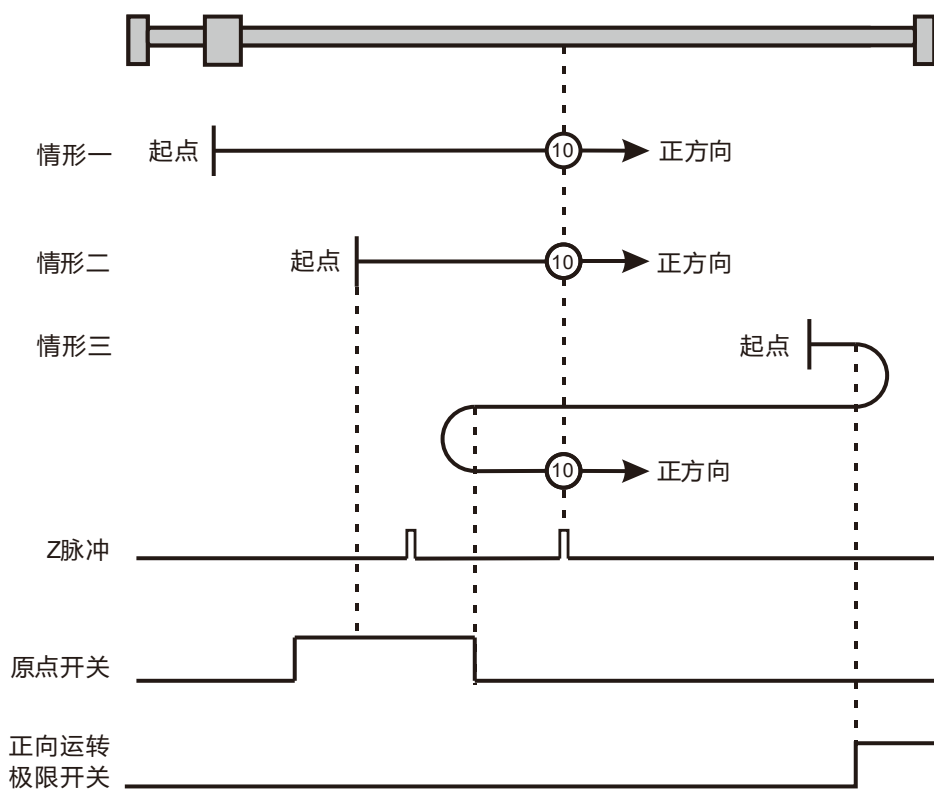 情形一 起点 10 正方向
情形二 起点 10 正方向
情形三 起点
10 正方向
Z脉冲
原点开关
正向运转
极限开关